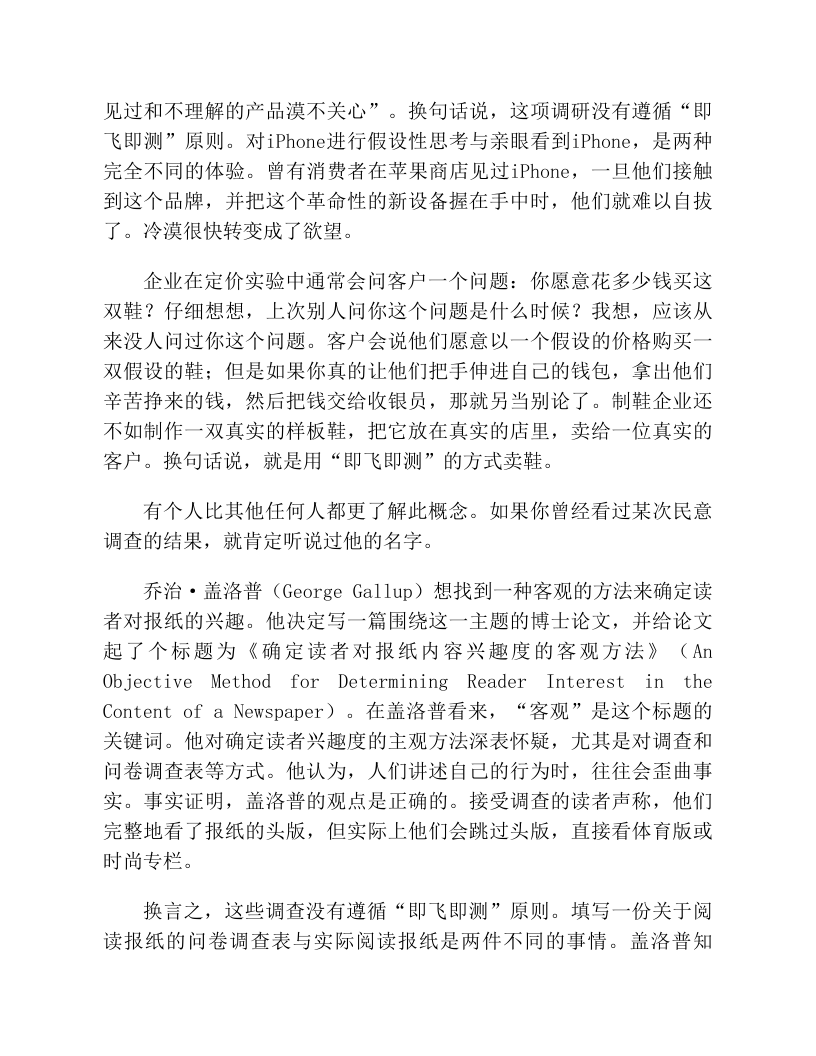 见过和不理解的产品漠不关心”。换句话说，这项调研没有遵循“即
飞即测”原则。对iPhone进行假设性思考与亲眼看到iPhone，是两种
完全不同的体验。曾有消费者在苹果商店见过iPhone，一旦他们接触
到这个品牌，并把这个革命性的新设备握在手中时，他们就难以自拔
了。冷漠很快转变成了欲望。
企业在定价实验中通常会问客户一个问题：你愿意花多少钱买这
双鞋？仔细想想，上次别人问你这个问题是什么时候？我想，应该从
来没人问过你这个问题。客户会说他们愿意以一个假设的价格购买一
双假设的鞋；但是如果你真的让他们把手伸进自己的钱包，拿出他们
辛苦挣来的钱，然后把钱交给收银员，那就另当别论了。制鞋企业还
不如制作一双真实的样板鞋，把它放在真实的店里，卖给一位真实的
客户。换句话说，就是用“即飞即测”的方式卖鞋。
有个人比其他任何人都更了解此概念。如果你曾经看过某次民意
调查的结果，就肯定听说过他的名字。
乔治·盖洛普（George Gallup）想找到一种客观的方法来确定读
者对报纸的兴趣。他决定写一篇围绕这一主题的博士论文，并给论文
起了个标题为《确定读者对报纸内容兴趣度的客观方法》（An
Objective Method for Determining Reader Interest in the
Content of a Newspaper）。在盖洛普看来，“客观”是这个标题的
关键词。他对确定读者兴趣度的主观方法深表怀疑，尤其是对调查和
问卷调查表等方式。他认为，人们讲述自己的行为时，往往会歪曲事
实。事实证明，盖洛普的观点是正确的。接受调查的读者声称，他们
完整地看了报纸的头版，但实际上他们会跳过头版，直接看体育版或
时尚专栏。
换言之，这些调查没有遵循“即飞即测”原则。填写一份关于阅
读报纸的问卷调查表与实际阅读报纸是两件不同的事情。盖洛普知